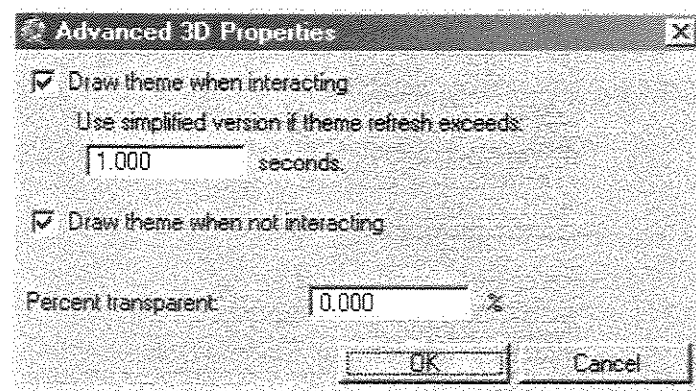 Advanced 3D Properties
Draw theme when interacting
Use simplified version if theme refresh exceeds:
1.000 seconds.
Draw theme when not interacting
Percent transparent: 0.000 %
OK Cancel